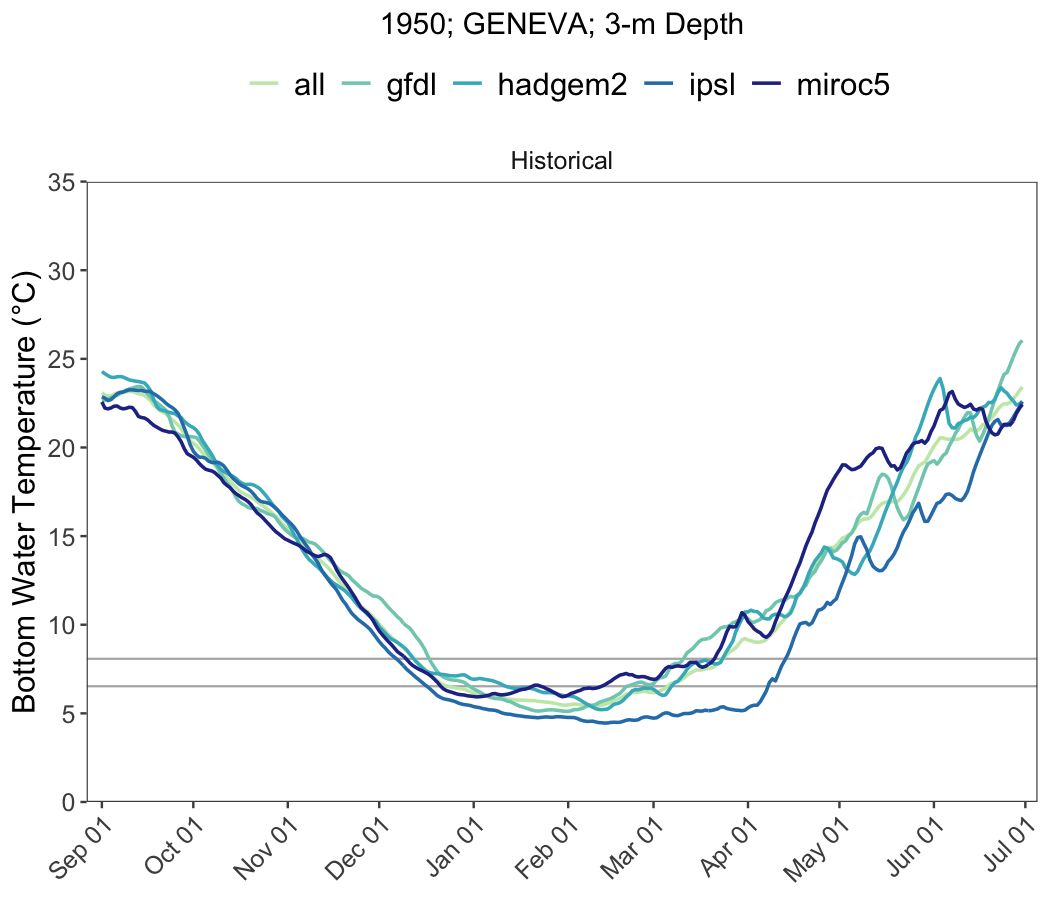 1950; GENEVA; 3-m Depth
all gfdl hadgem2 ipsl miroc5
Historical
Bottom Water Temperature (°C)
35
30
25
20
15
10
5
0
Sep 01 Oct 01 Nov 01 Dec 01 Jan 01 Feb 01 Mar 01 Apr 01 May 01 Jun 01 Jul 01